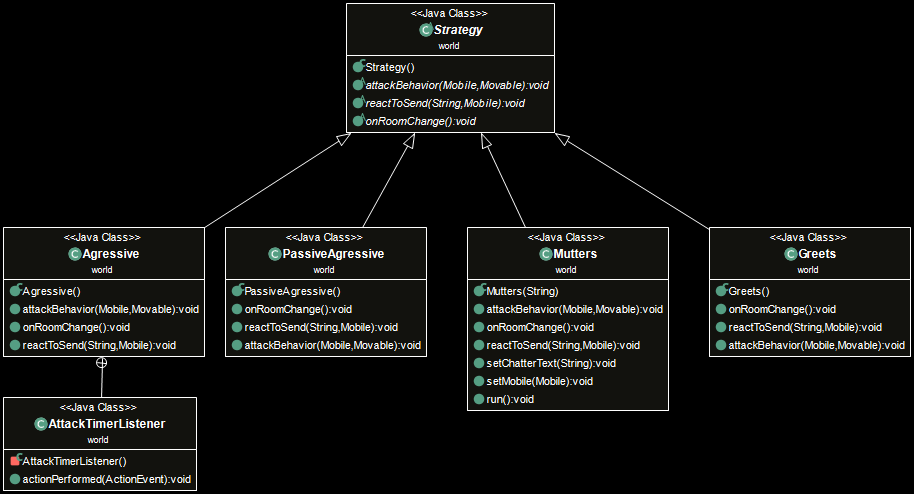 <<Java Class>>
Strategy
world
Strategy()
attackBehavior(Mobile,Movable):void
reactToSend(String,Mobile):void
onRoomChange():void
<<Java Class>>
Agressive
world
Agressive()
attackBehavior(Mobile,Movable):void
onRoomChange():void
reactToSend(String,Mobile):void
<<Java Class>>
PassiveAgressive
world
PassiveAgressive()
onRoomChange():void
reactToSend(String,Mobile):void
attackBehavior(Mobile,Movable):void
<<Java Class>>
Mutters
world
Mutters(String)
attackBehavior(Mobile,Movable):void
onRoomChange():void
reactToSend(String,Mobile):void
setChatterText(String):void
setMobile(Mobile):void
run():void
<<Java Class>>
Greets
world
Greets()
onRoomChange():void
reactToSend(String,Mobile):void
attackBehavior(Mobile,Movable):void
<<Java Class>>
AttackTimerListener
world
AttackTimerListener()
actionPerformed(ActionEvent):void